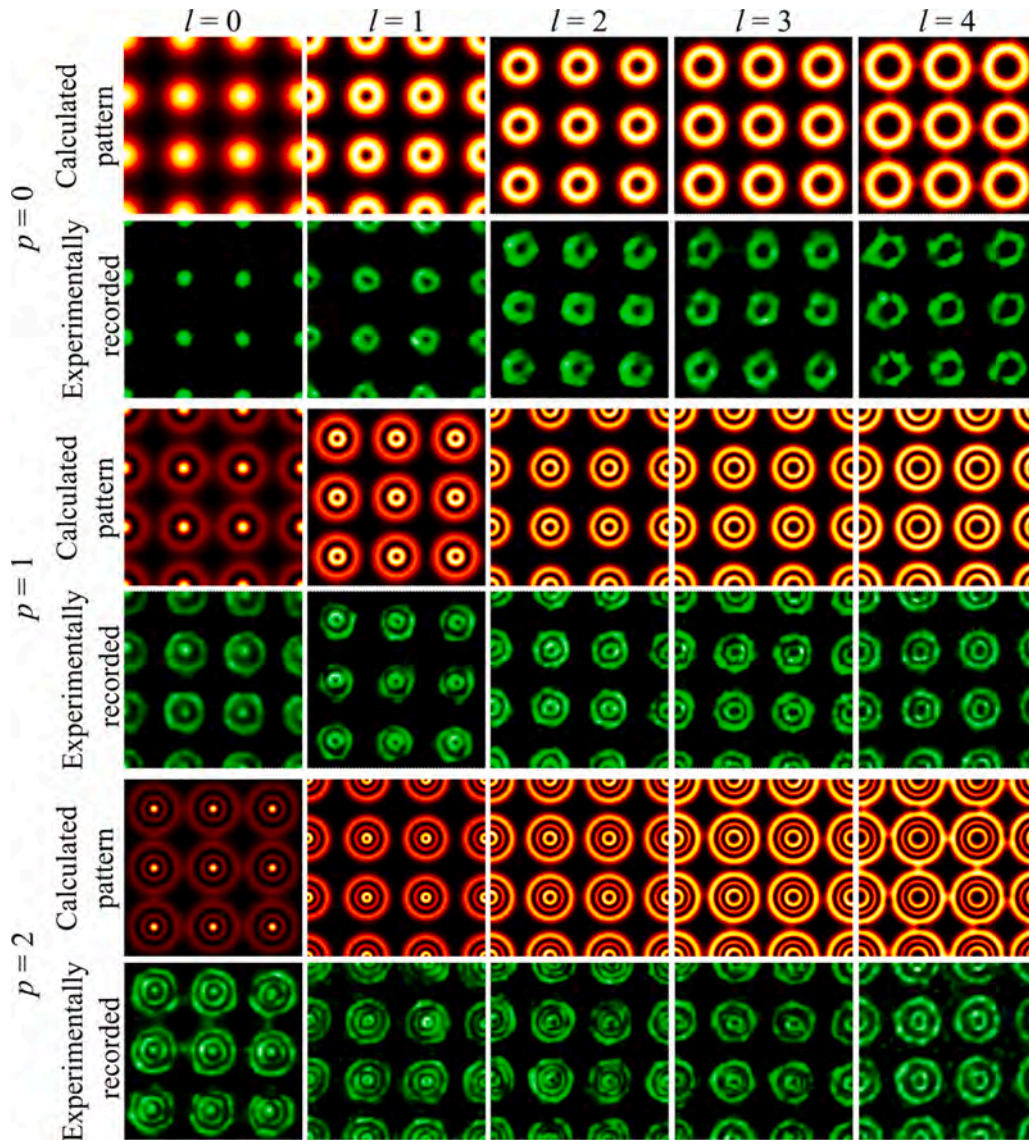 l = 0
l = 1
l = 2
l = 3
l = 4
p = 0
Calculated
pattern
Experimentally
recorded
p = 1
Calculated
pattern
Experimentally
recorded
p = 2
Calculated
pattern
Experimentally
recorded